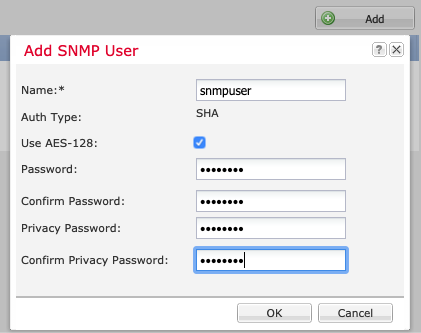 Add
Add SNMP User
?
Name:*
snmpuser
Auth Type:
SHA
Use AES-128:
Password:
••••••••
Confirm Password:
••••••••
Privacy Password:
••••••••
Confirm Privacy Password:
••••••••
OK
Cancel